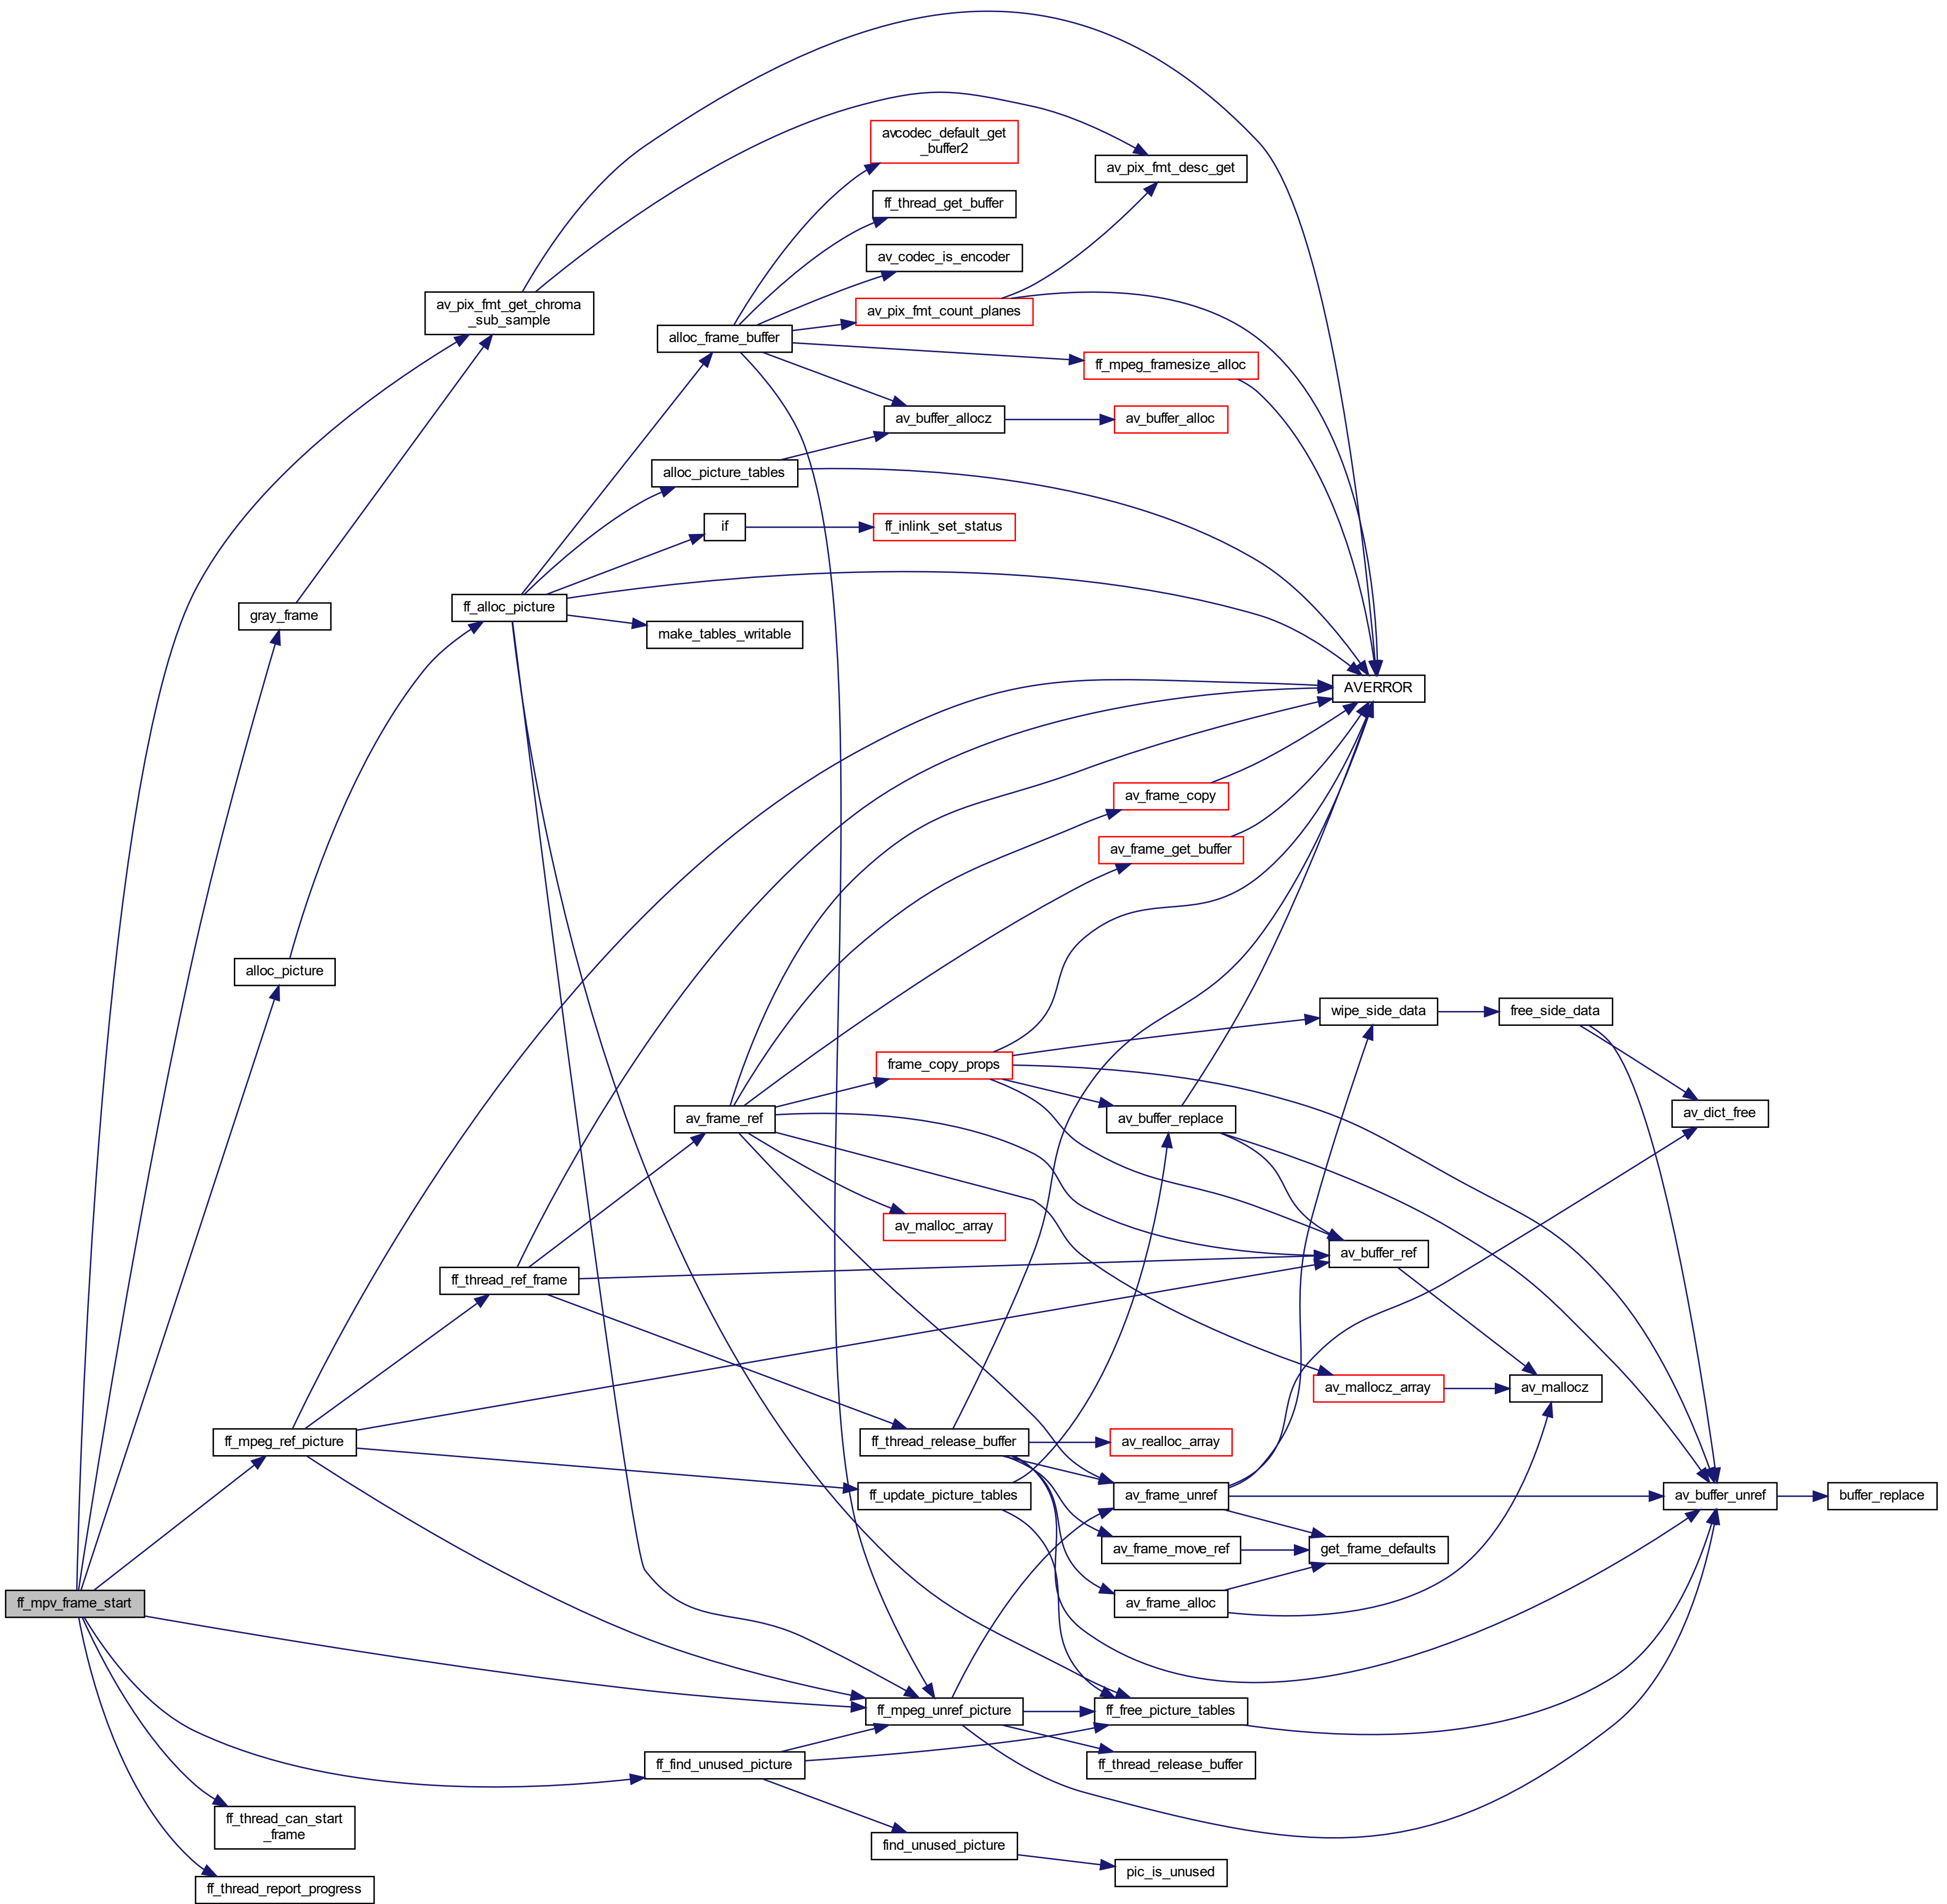 avcodec_default_get
_buffer2
av_pix_fmt_desc_get
ff_thread_get_buffer
av_codec_is_encoder
av_pix_fmt_get_chroma
_sub_sample
av_pix_fmt_count_planes
alloc_frame_buffer
ff_mpeg_framesize_alloc
av_buffer_allocz
av_buffer_alloc
alloc_picture_tables
if
ff_inlink_set_status
ff_alloc_picture
gray_frame
make_tables_writable
AVERROR
av_frame_copy
av_frame_get_buffer
alloc_picture
wipe_side_data
free_side_data
frame_copy_props
av_frame_ref
av_buffer_replace
av_dict_free
av_malloc_array
av_buffer_ref
ff_thread_ref_frame
av_mallocz_array
av_mallocz
ff_mpeg_ref_picture
ff_thread_release_buffer
av_realloc_array
ff_update_picture_tables
av_frame_unref
av_buffer_unref
buffer_replace
av_frame_move_ref
get_frame_defaults
ff_mpv_frame_start
av_frame_alloc
ff_mpeg_unref_picture
ff_free_picture_tables
ff_find_unused_picture
ff_thread_release_buffer
ff_thread_can_start
_frame
find_unused_picture
pic_is_unused
ff_thread_report_progress